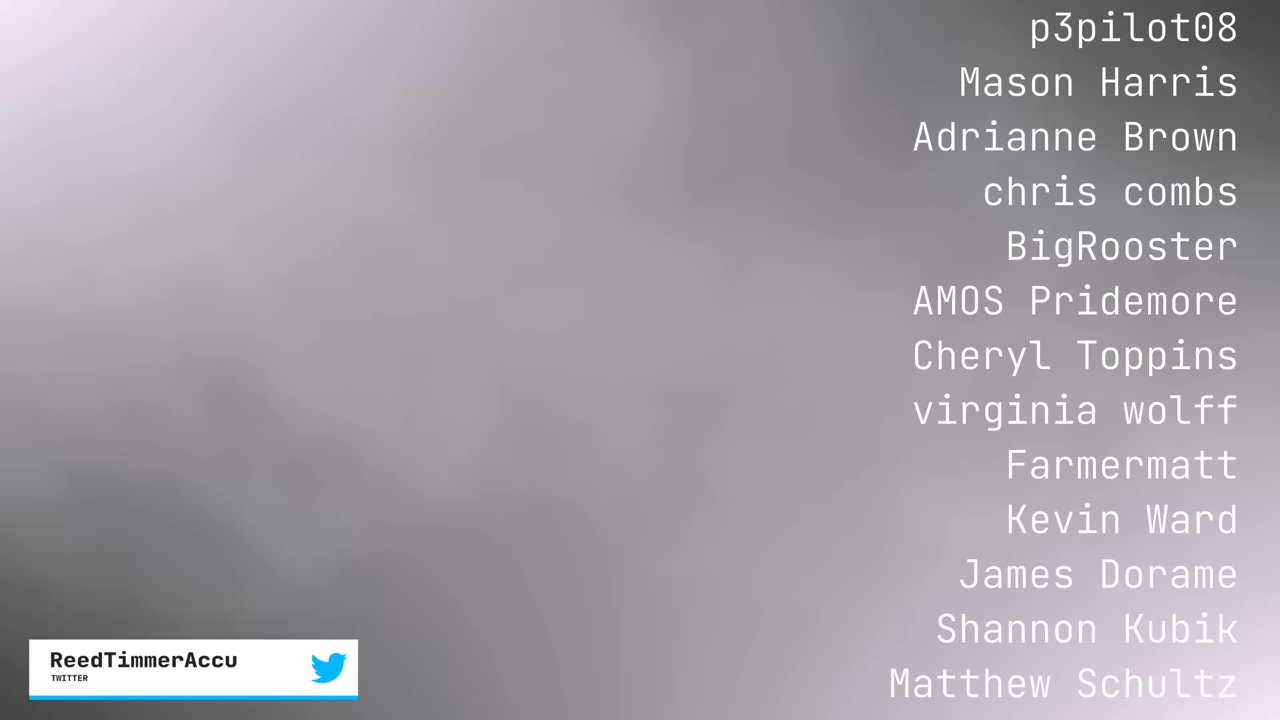 p3pilot08
Mason Harris
Adrianne Brown
chris combs
BigRooster
AMOS Pridemore
Cheryl Toppins
virginia wolff
Farmermatt
Kevin Ward
James Dorame
Shannon Kubik
Matthew Schultz
ReedTimmerAccu
TWITTER